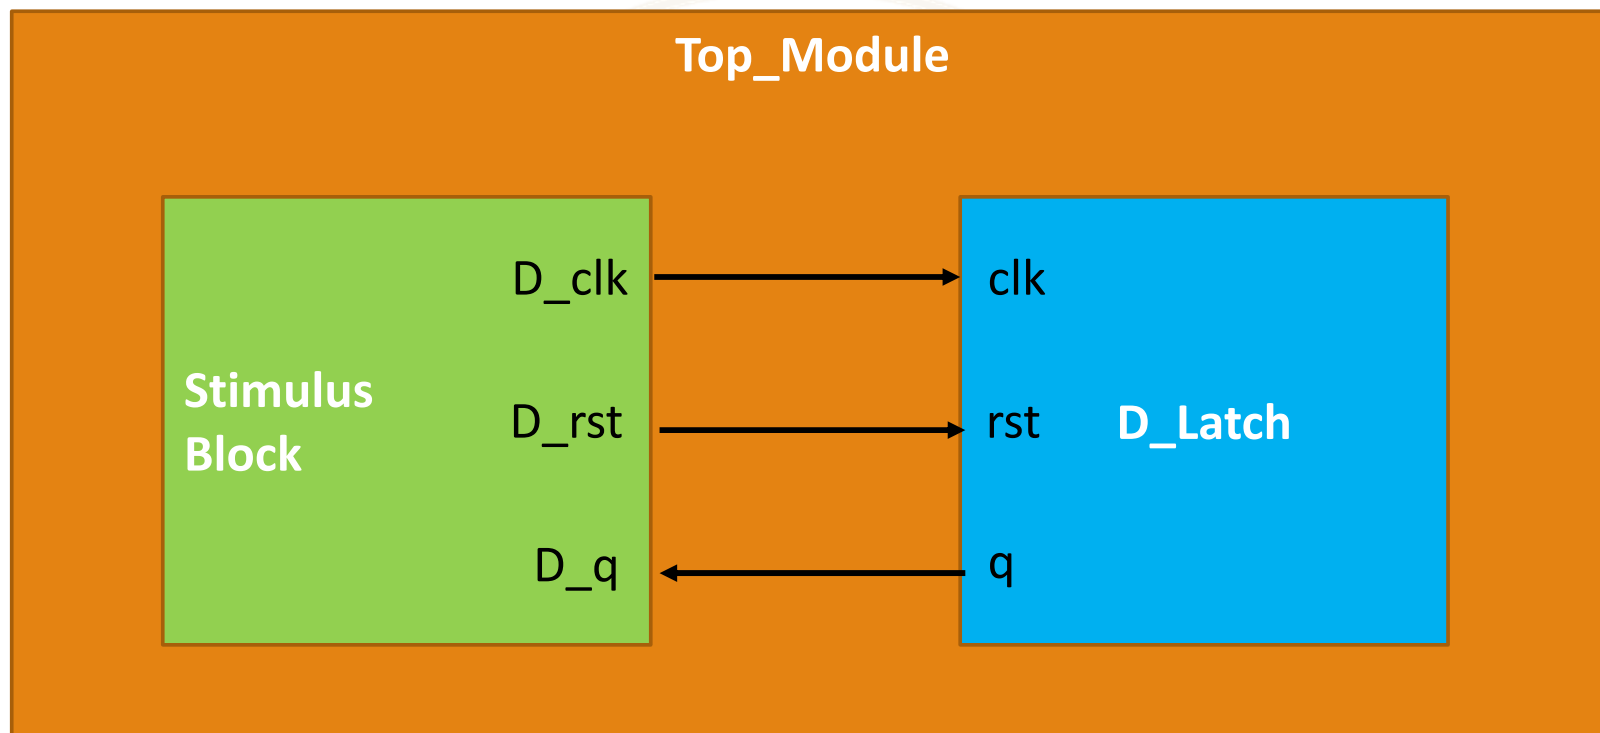 Top_Module
D_clk
clk
Stimulus
Block
D_rst
rst
D_Latch
D_q
q